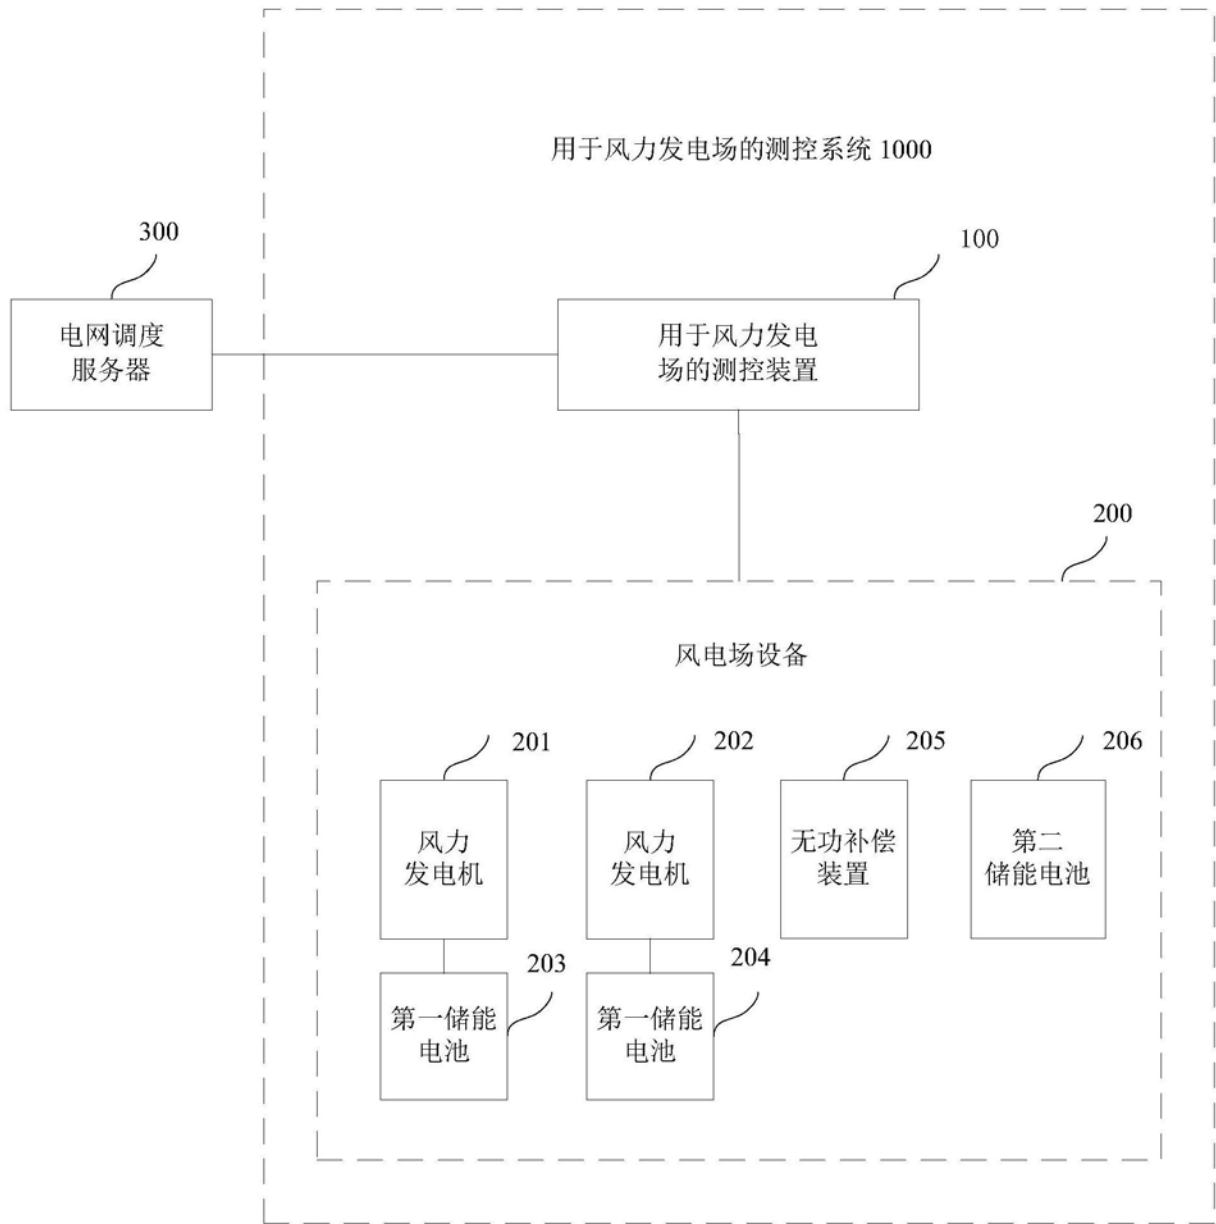 用于风力发电场的测控系统 1000
300
100
电网调度
服务器
用于风力发电
场的测控装置
200
风电场设备
201
202
205
206
风力
发电机
风力
发电机
无功补偿
装置
第二
储能电池
203
204
第一储能
电池
第一储能
电池